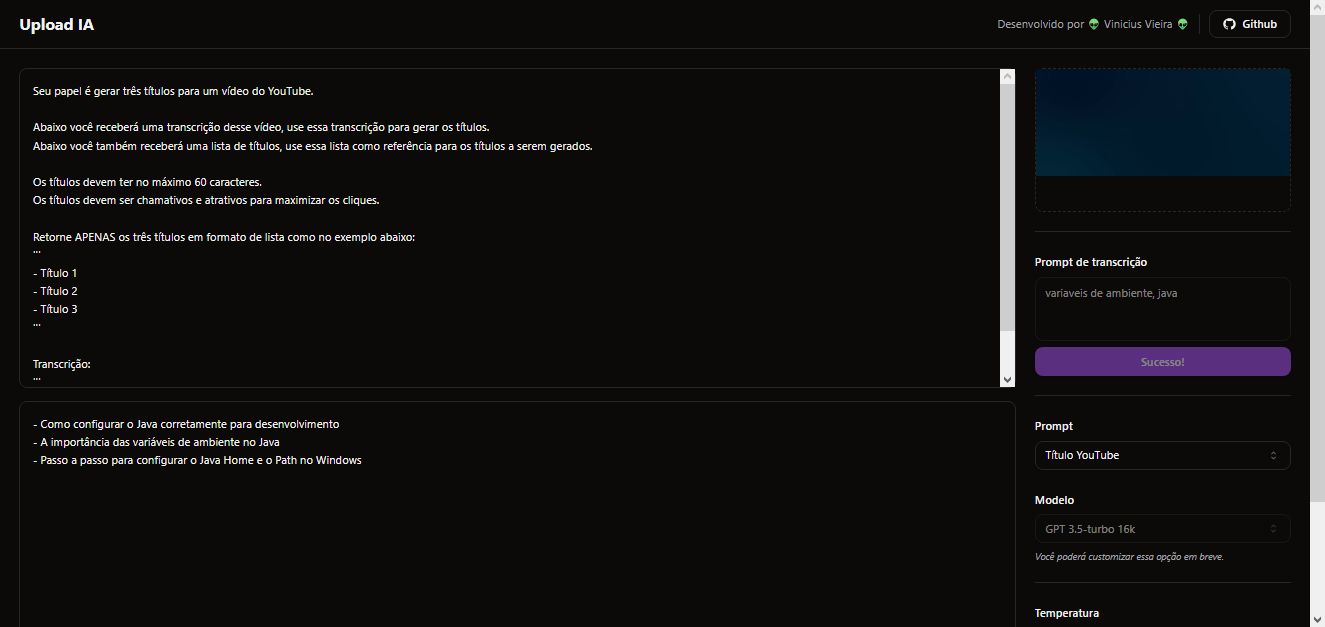 Upload IA
Desenvolvido por 👽 Vinicius Vieira 👽
Github
Seu papel é gerar três títulos para um vídeo do YouTube.
Abaixo você receberá uma transcrição desse vídeo, use essa transcrição para gerar os títulos.
Abaixo você também receberá uma lista de títulos, use essa lista como referência para os títulos a serem gerados.
Os títulos devem ter no máximo 60 caracteres.
Os títulos devem ser chamativos e atrativos para maximizar os cliques.
Retorne APENAS os três títulos em formato de lista como no exemplo abaixo:
'''
- Título 1
- Título 2
- Título 3
'''
Transcrição:
'''
- Como configurar o Java corretamente para desenvolvimento
- A importância das variáveis de ambiente no Java
- Passo a passo para configurar o Java Home e o Path no Windows
Prompt de transcrição
variaveis de ambiente, java
Sucesso!
Prompt
Título YouTube
Modelo
GPT 3.5-turbo 16k
Você poderá customizar essa opção em breve.
Temperatura